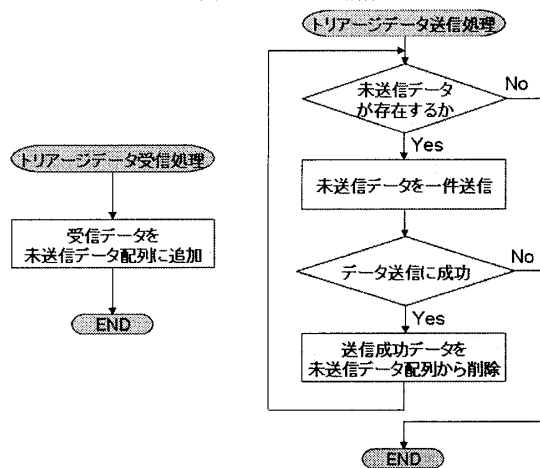 トリアージデータ受信処理
受信データを
未送信データ配列に追加
END
トリアージデータ送信処理
未送信データ
が存在するか
No
Yes
未送信データを一件送信
データ送信に成功
No
Yes
送信成功データを
未送信データ配列から削除
END